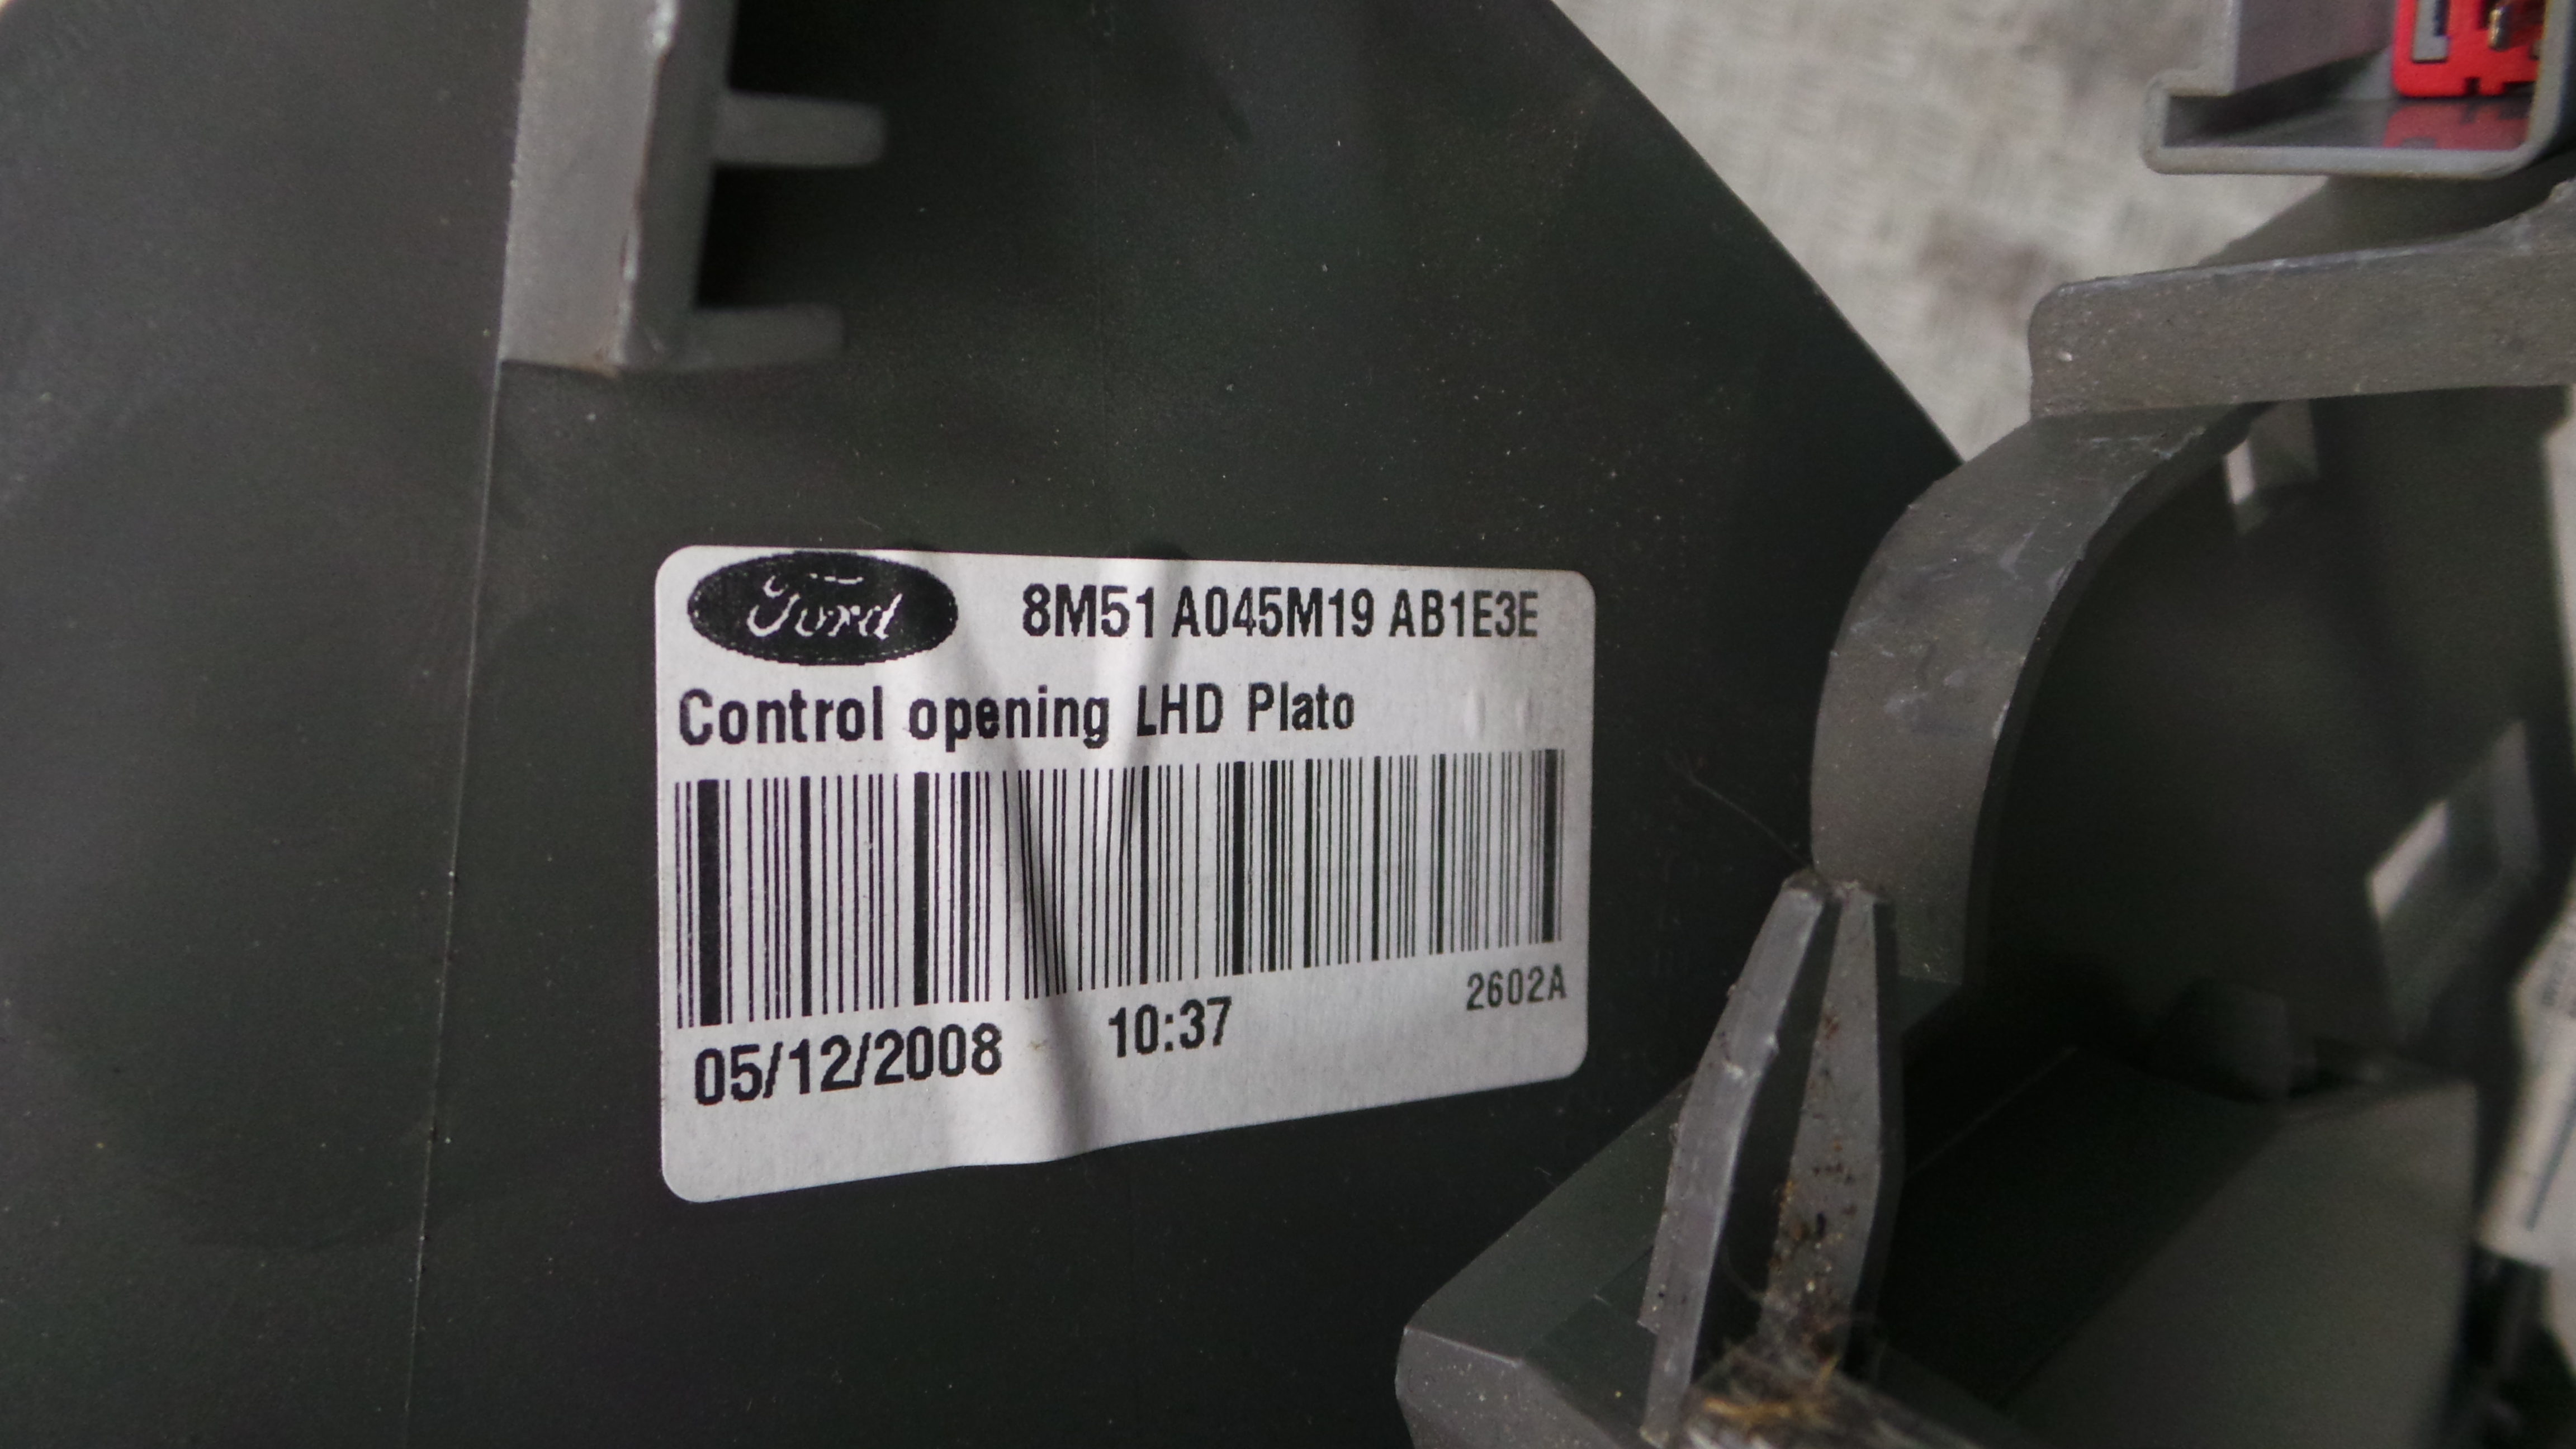 Ford 8M51 A045M19 AB1E3E
Control opening LHD Plato
2602A
05/12/2008 10:37